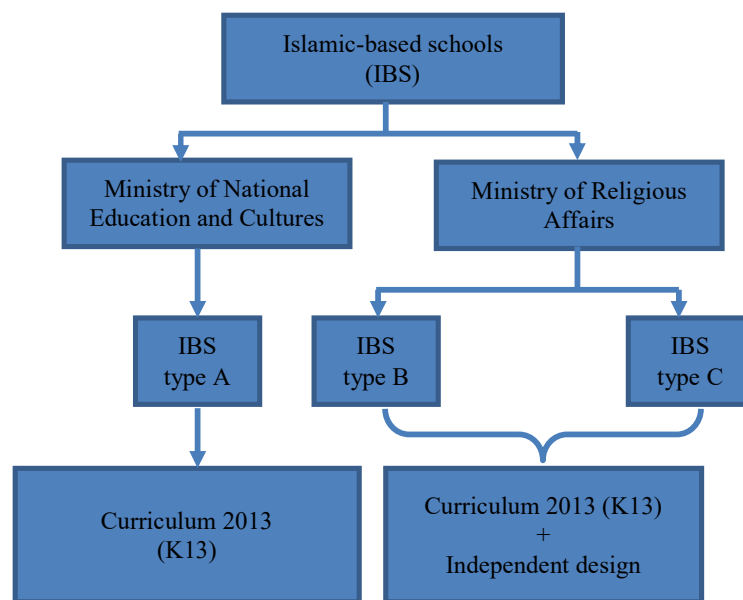 Islamic-based schools
(IBS)
Ministry of National
Education and Cultures
Ministry of Religious
Affairs
IBS
type A
IBS
type B
IBS
type C
Curriculum 2013
(K13)
Curriculum 2013 (K13)
+
Independent design